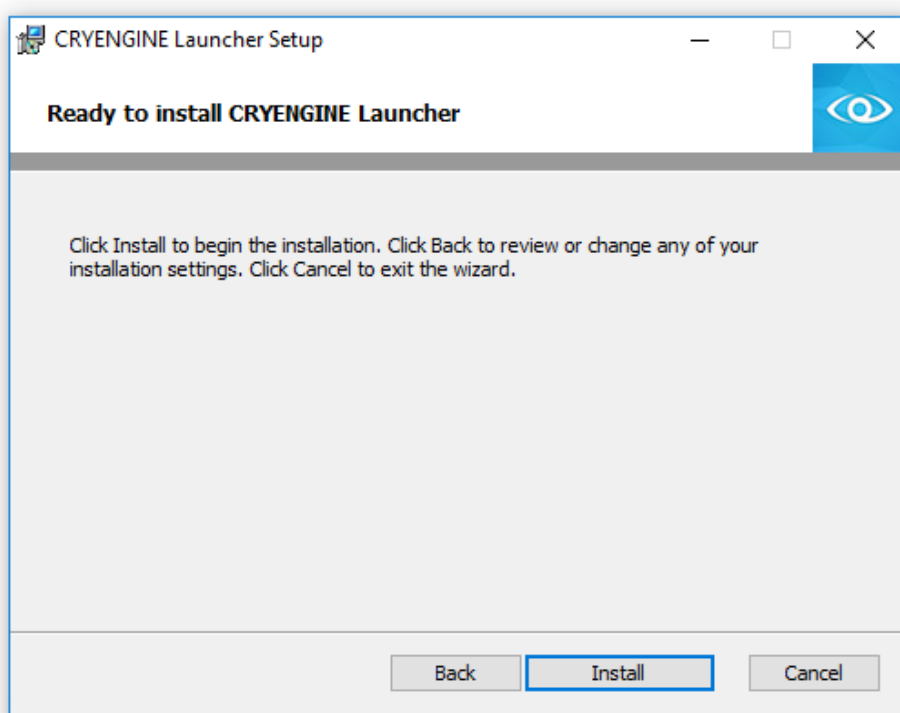 CRYENGINE Launcher Setup
Ready to install CRYENGINE Launcher
Click Install to begin the installation. Click Back to review or change any of your
installation settings. Click Cancel to exit the wizard.
Back Install Cancel